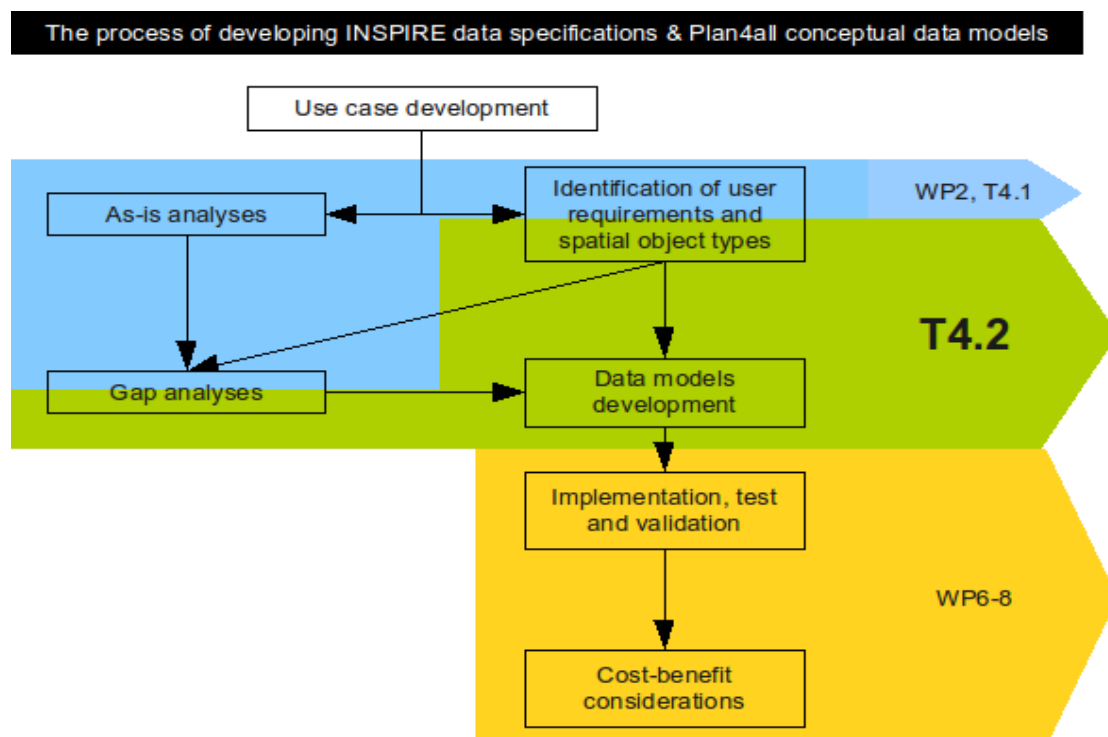 The process of developing INSPIRE data specifications & Plan4all conceptual data models
Use case development
As-is analyses
Identification of user
requirements and
spatial object types
WP2, T4.1
T4.2
Gap analyses
Data models
development
Implementation, test
and validation
WP6-8
Cost-benefit
considerations